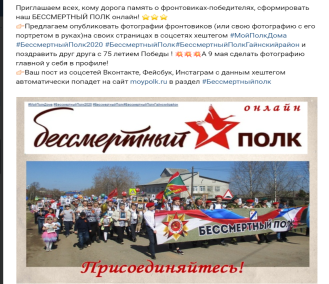 Приглашаем всех, кому дорога память о фронтовиках-победителях, сформировать
наш БЕССМЕРТНЫЙ ПОЛК онлайн! ⭐⭐⭐
👉Предлагаем опубликовать фотографии фронтовиков (или свою фотографию с его
портретом в руках)на своих страницах в соцсетях хештегом #МойПолкДома
#БессмертныйПолк2020 #БессмертныйПолк#БессмертныйПолкГайнскийрайон и
поздравить друг друга с 75 летием Победы ! 💥💥💥А 9 мая сделать фотографию
главной у себя в профиле!
👉Ваш пост из соцсетей Вконтакте, Фейсбук, Инстаграм с данным хештегом
автоматически попадет на сайт moypolk.ru в раздел #Бессмертныйполк
онлайн
бессмертный ПОЛК
БЕССМЕРТНЫЙ ПОЛК
Присоединяйтесь!